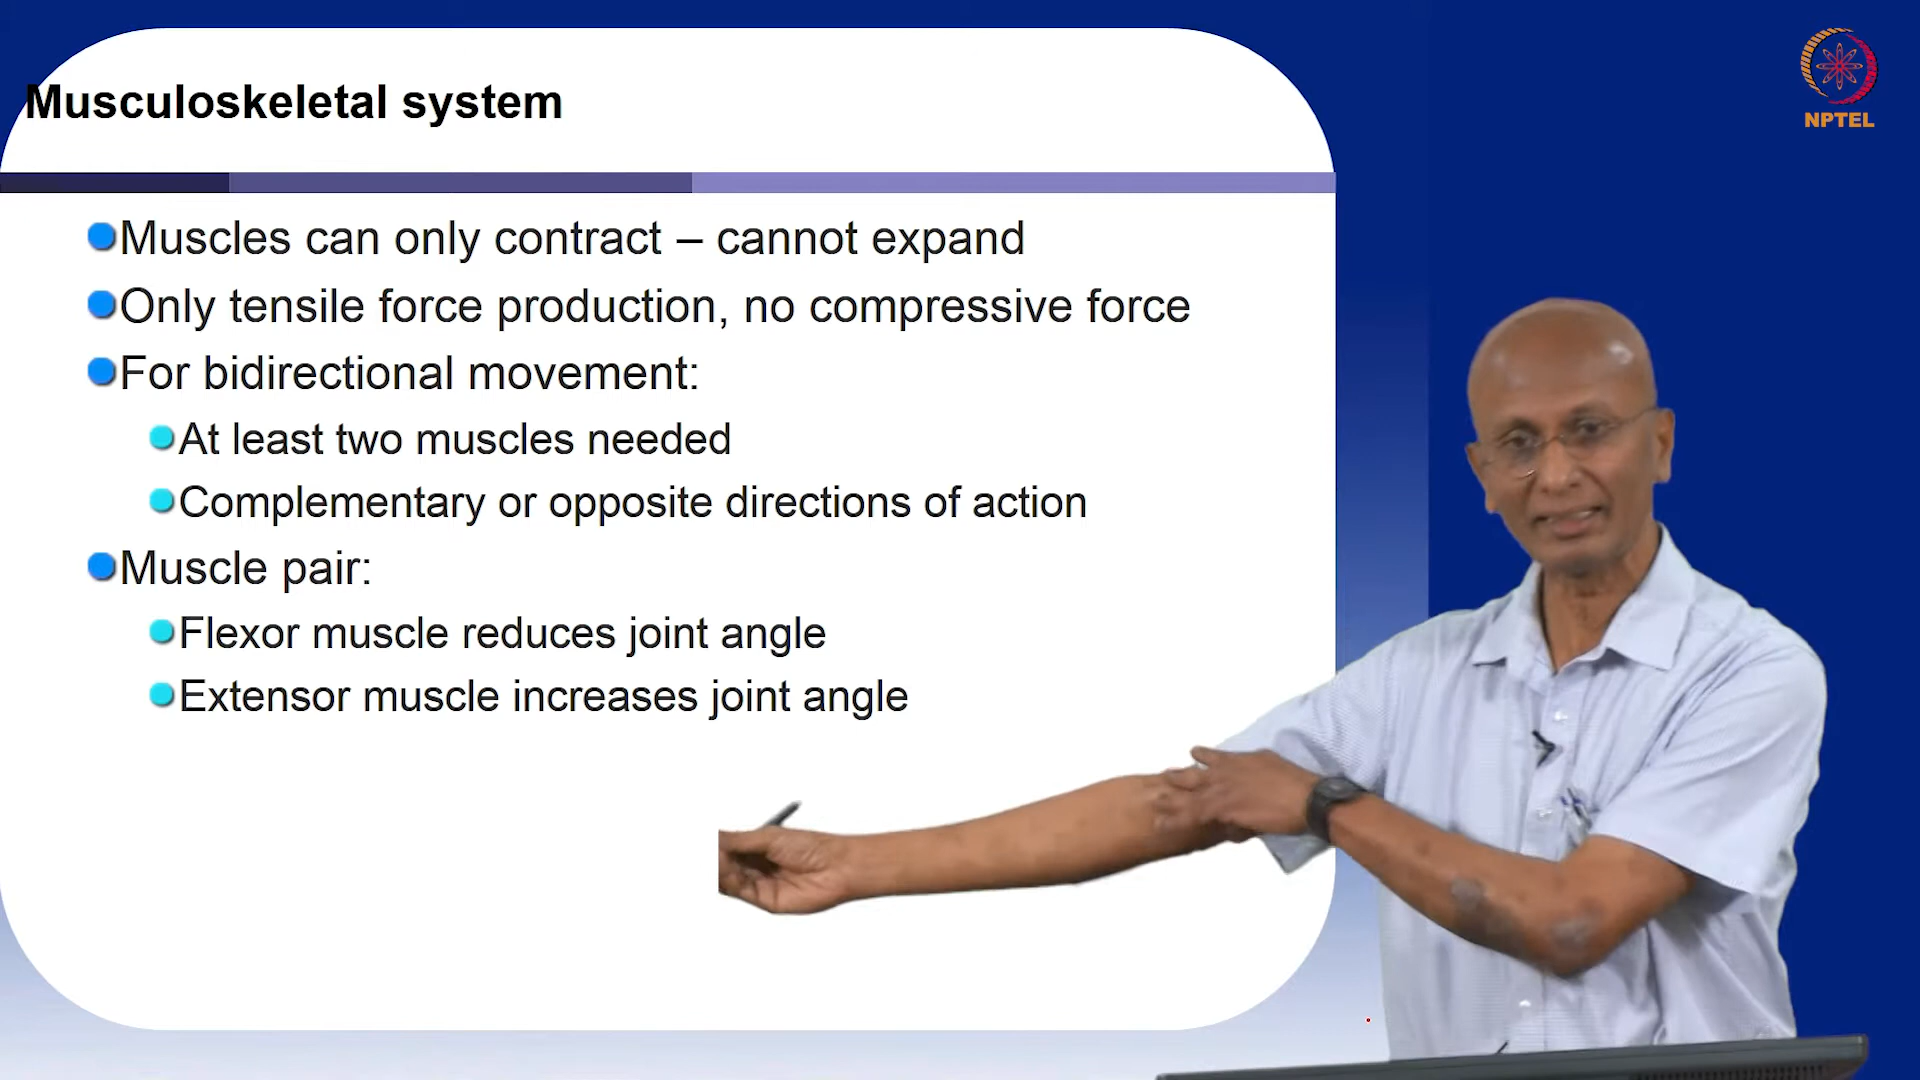 Musculoskeletal system
NPTEL
Muscles can only contract – cannot expand
Only tensile force production, no compressive force
For bidirectional movement:
At least two muscles needed
Complementary or opposite directions of action
Muscle pair:
Flexor muscle reduces joint angle
Extensor muscle increases joint angle